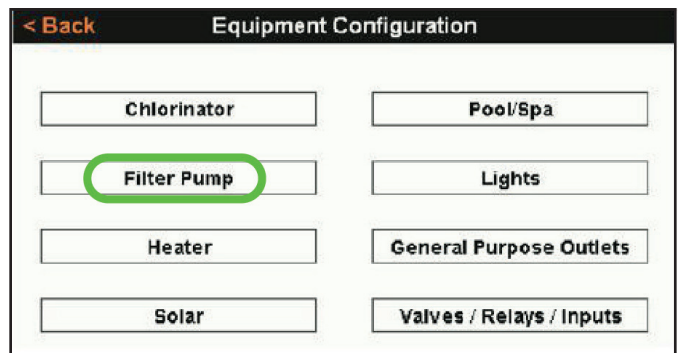 < Back Equipment Configuration
Chlorinator
Pool/Spa
Filter Pump
Lights
Heater
General Purpose Outlets
Solar
Valves / Relays / Inputs